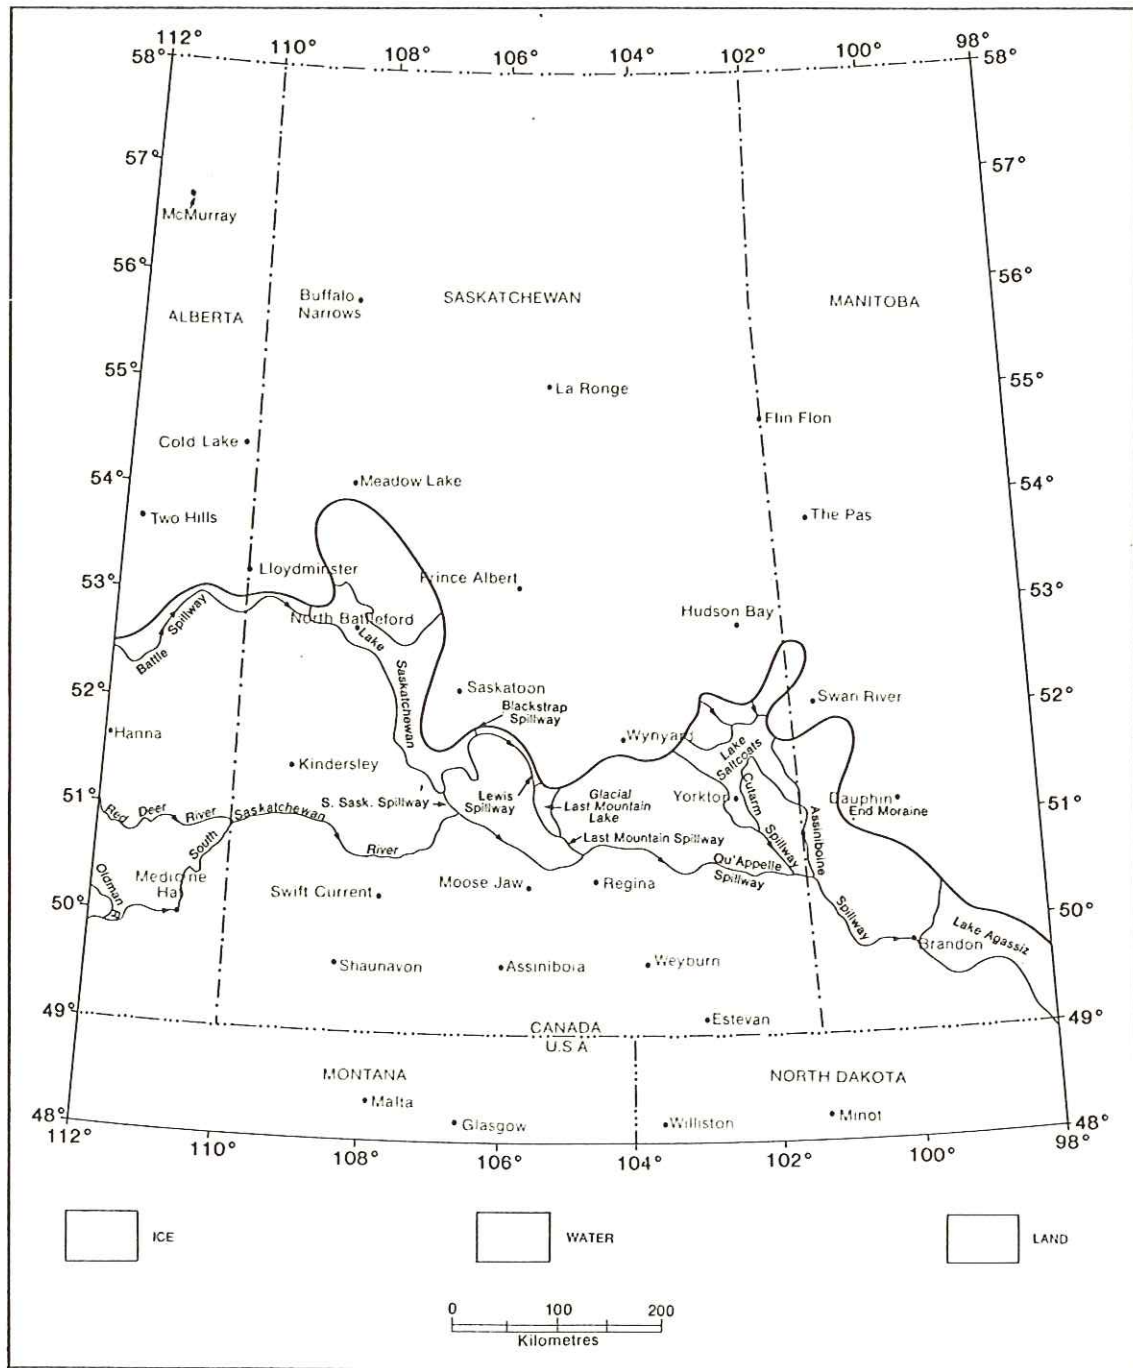 112°
110°
108°
106°
104°
102°
100°
98°
58°
58°
57°
57°
McMurray
56°
56°
Buffalo
Narrows
SASKATCHEWAN
MANITOBA
ALBERTA
55°
55°
La Ronge
Flin Flon
Cold Lake
54°
54°
Meadow Lake
Two Hills
The Pas
53°
53°
Lloydminster
Prince Albert
Hudson Bay
North Battleford
Battle Spillway
Lake Saskatchewan
52°
52°
Saskatoon
Swan River
Blackstrap
Spillway
Hanna
Wynyard
Lake
Saltcoats
Kindersley
51°
51°
S. Sask. Spillway
Lewis
Spillway
Glacial
Last Mountain
Lake
Yorkton
Cutarm Spillway
Dauphin
End Moraine
Red Deer River
South Saskatchewan River
Last Mountain Spillway
Assiniboine Spillway
Qu'Appelle
Spillway
Oldman R
Medicine
Hat
50°
50°
Swift Current
Moose Jaw
Regina
Brandon
Lake Agassiz
Shaunavon
Assiniboia
Weyburn
49°
49°
Estevan
CANADA
U.S.A
MONTANA
NORTH DAKOTA
Malta
Glasgow
Williston
Minot
48°
48°
112°
110°
108°
106°
104°
102°
100°
98°
ICE
WATER
LAND
0 100 200
Kilometres